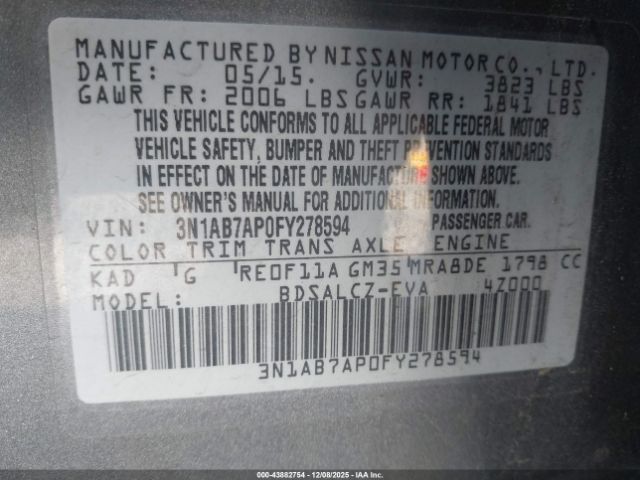 MANUFACTURED BY NISSAN MOTOR CO., LTD.
DATE: 05/15. GVWR: 3823 LBS
GAWR FR: 2006 LBS GAWR RR: 1841 LBS
THIS VEHICLE CONFORMS TO ALL APPLICABLE FEDERAL MOTOR
VEHICLE SAFETY, BUMPER AND THEFT PREVENTION STANDARDS
IN EFFECT ON THE DATE OF MANUFACTURE SHOWN ABOVE.
SEE OWNER'S MANUAL FOR ADDITIONAL INFORMATION.
VIN: 3N1AB7AP0FY278594 PASSENGER CAR.
COLOR TRIM TRANS AXLE ENGINE
KAD G RE0F11A GM35 MRA8DE 1798 CC
MODEL: BDSALCZ-EVA 4Z000
3N1AB7AP0FY278594
000-43882754 | 12/08/2025 - IAAI, Inc.